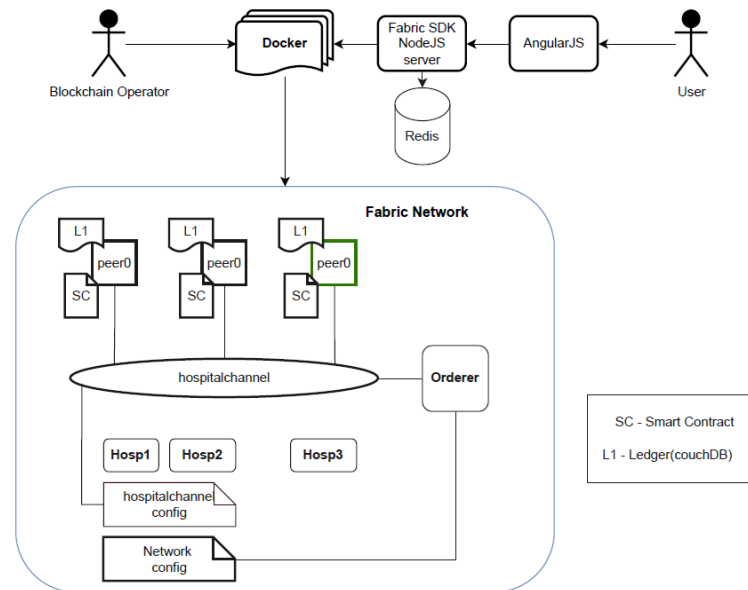 Docker
Fabric SDK
NodeJS
server
AngularJS
Blockchain Operator
User
Redis
Fabric Network
L1
peer0
SC
L1
peer0
SC
L1
peer0
SC
hospitalchannel
Orderer
SC - Smart Contract
L1 - Ledger(couchDB)
Hosp1
Hosp2
Hosp3
hospitalchannel
config
Network
config